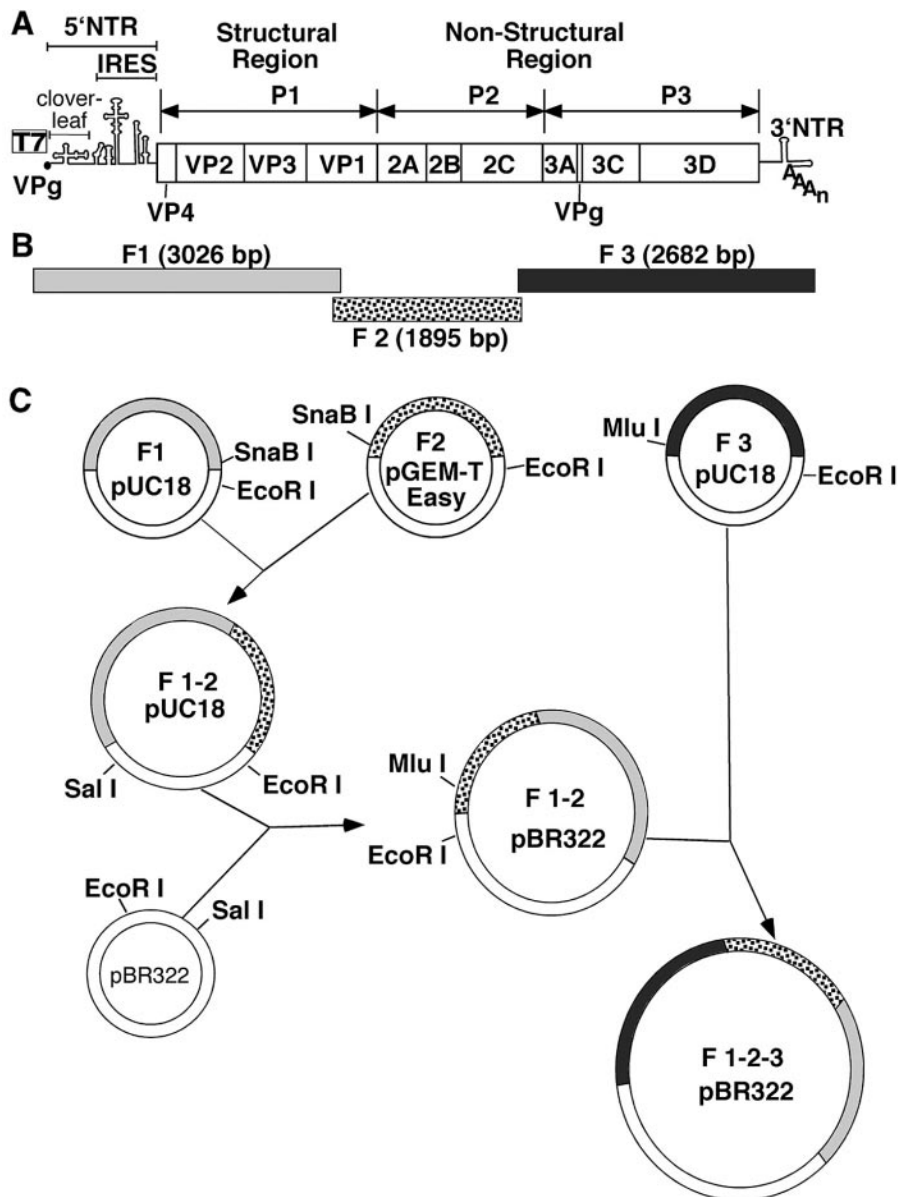 A
5'NTR
IRES
Structural
Region
Non-Structural
Region
P1
P2
P3
clover-
leaf
T7
VPg
VP4
VP2
VP3
VP1
2A
2B
2C
3A
3C
3D
VPg
3'NTR
AAAn
B
F1 (3026 bp)
F 2 (1895 bp)
F 3 (2682 bp)
C
F1
pUC18
SnaB I
EcoR I
SnaB I
F2
pGEM-T
Easy
EcoR I
Mlu I
F 3
pUC18
EcoR I
F 1-2
pUC18
Sal I
EcoR I
Mlu I
F 1-2
pBR322
EcoR I
EcoR I
Sal I
pBR322
F 1-2-3
pBR322